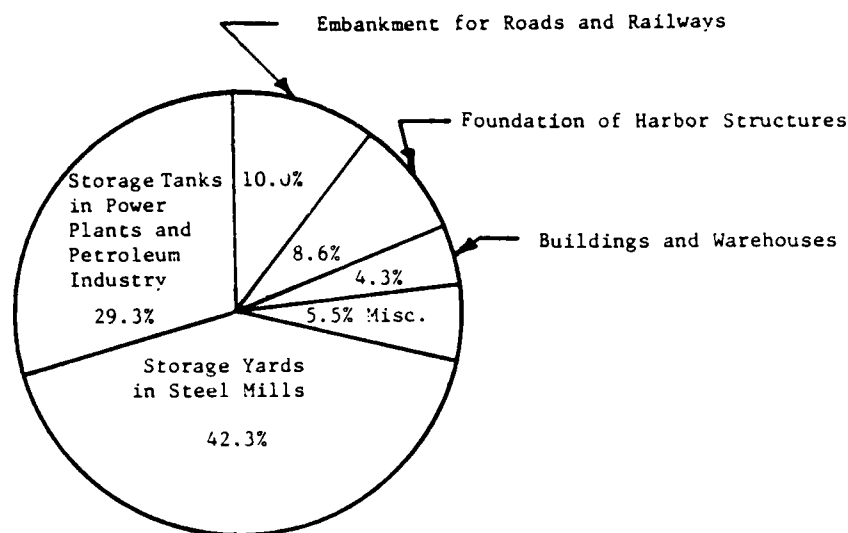 Embankment for Roads and Railways
Foundation of Harbor Structures
Storage Tanks
in Power
Plants and
Petroleum
Industry
29.3%
10.0%
8.6%
Buildings and Warehouses
4.3%
5.5% Misc.
Storage Yards
in Steel Mills
42.3%